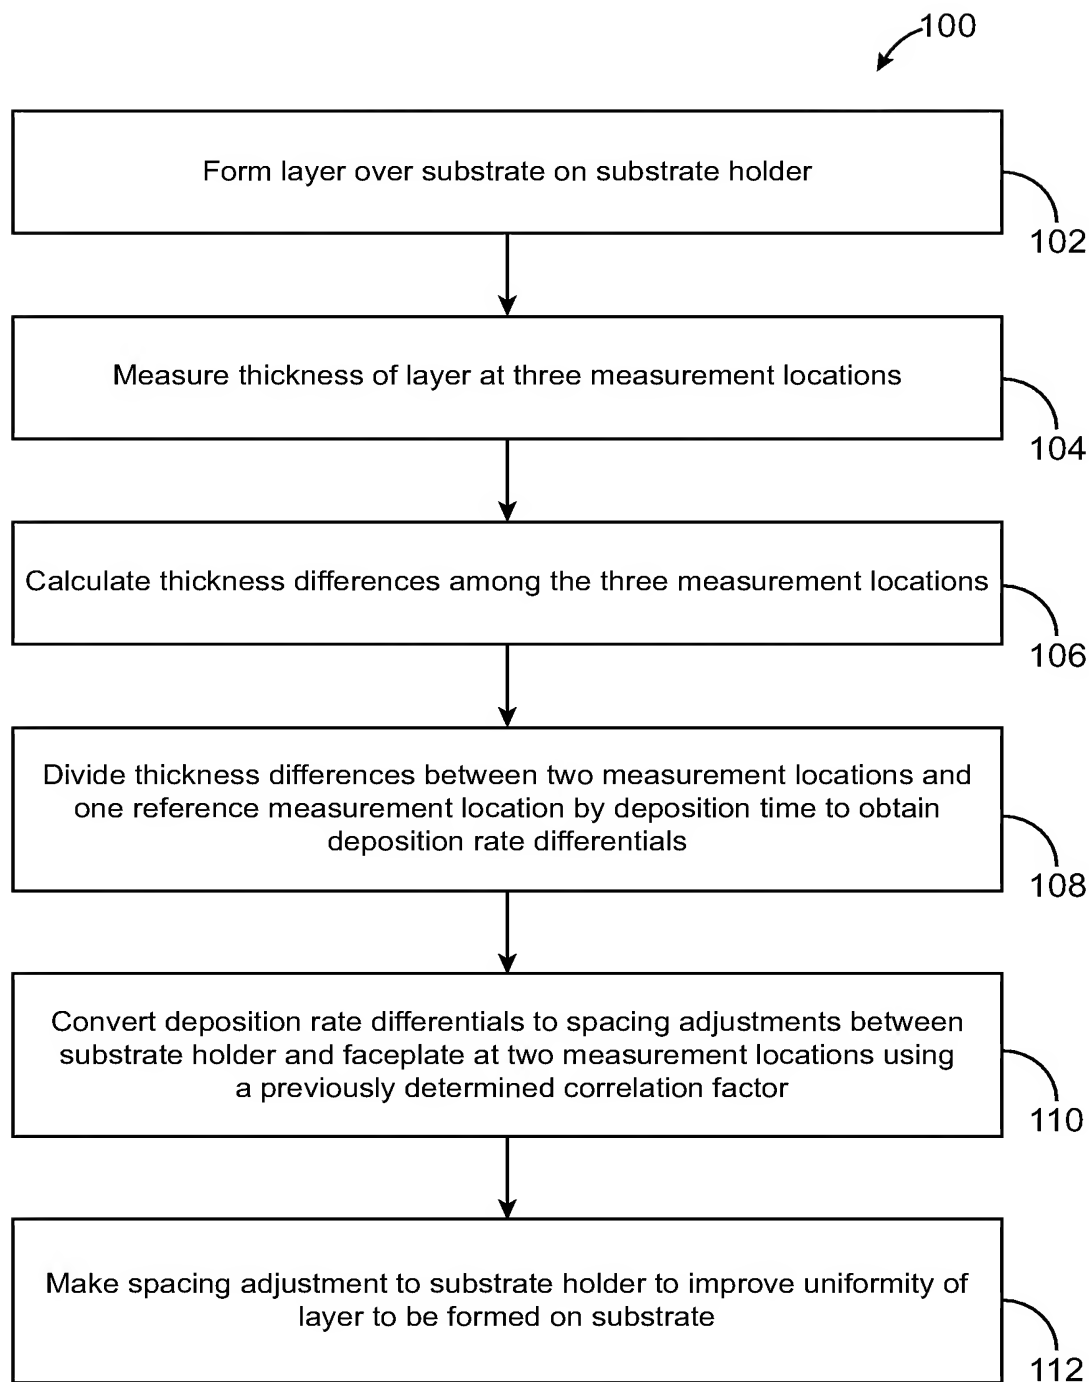 100
Form layer over substrate on substrate holder
102
Measure thickness of layer at three measurement locations
104
Calculate thickness differences among the three measurement locations
106
Divide thickness differences between two measurement locations and
one reference measurement location by deposition time to obtain
deposition rate differentials
108
Convert deposition rate differentials to spacing adjustments between
substrate holder and faceplate at two measurement locations using
a previously determined correlation factor
110
Make spacing adjustment to substrate holder to improve uniformity of
layer to be formed on substrate
112